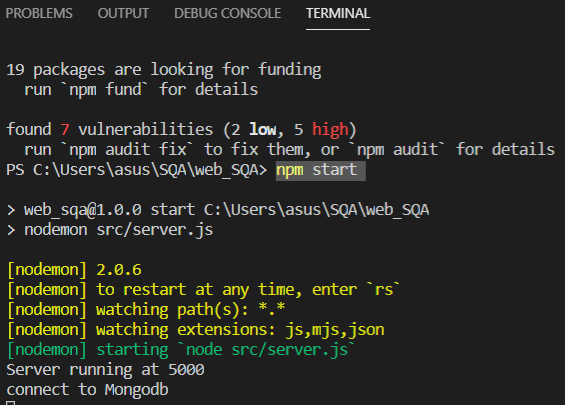 PROBLEMS OUTPUT DEBUG CONSOLE TERMINAL
19 packages are looking for funding
run `npm fund` for details
found 7 vulnerabilities (2 low, 5 high)
run `npm audit fix` to fix them, or `npm audit` for details
PS C:\Users\asus\SQA\web_SQA> npm start
> web_sqa@1.0.0 start C:\Users\asus\SQA\web_SQA
> nodemon src/server.js
[nodemon] 2.0.6
[nodemon] to restart at any time, enter `rs`
[nodemon] watching path(s): *.*
[nodemon] watching extensions: js,mjs,json
[nodemon] starting `node src/server.js`
Server running at 5000
connect to Mongodb